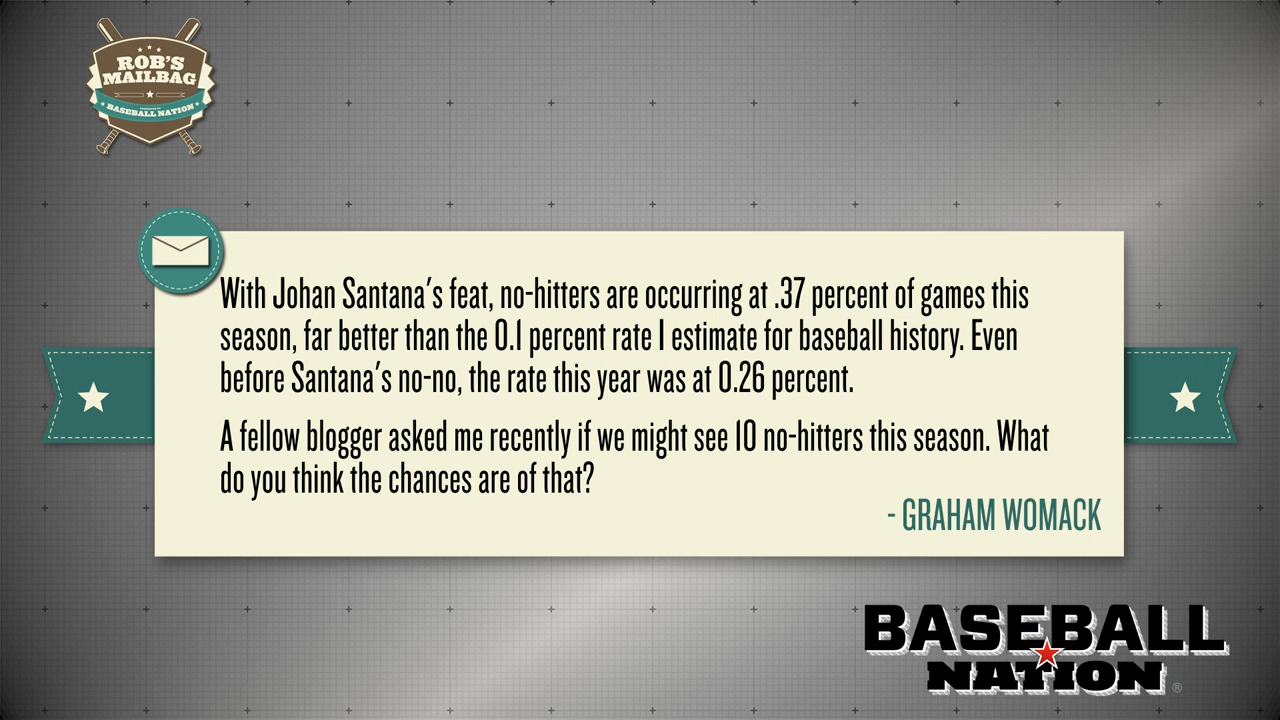 ROB'S
MAILBAG
BASEBALL NATION
With Johan Santana's feat, no-hitters are occurring at .37 percent of games this
season, far better than the 0.1 percent rate I estimate for baseball history. Even
before Santana's no-no, the rate this year was at 0.26 percent.
A fellow blogger asked me recently if we might see 10 no-hitters this season. What
do you think the chances are of that?
- GRAHAM WOMACK
BASEBALL
NATION ®